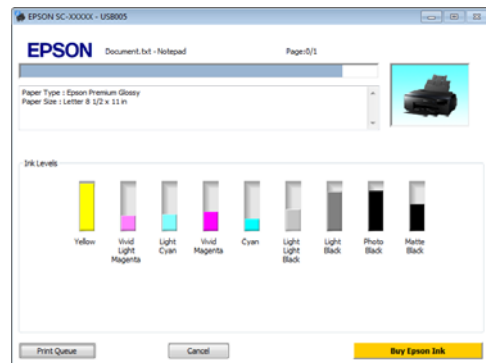 EPSON SC-XXXXX - USB005
EPSON
Document.txt - Notepad
Page:0/1
Paper Type : Epson Premium Glossy
Paper Size : Letter 8 1/2 x 11 in
Ink Levels
Yellow
Vivid
Light
Magenta
Light
Cyan
Vivid
Magenta
Cyan
Light
Light
Black
Light
Black
Photo
Black
Matte
Black
Print Queue
Cancel
Buy Epson Ink